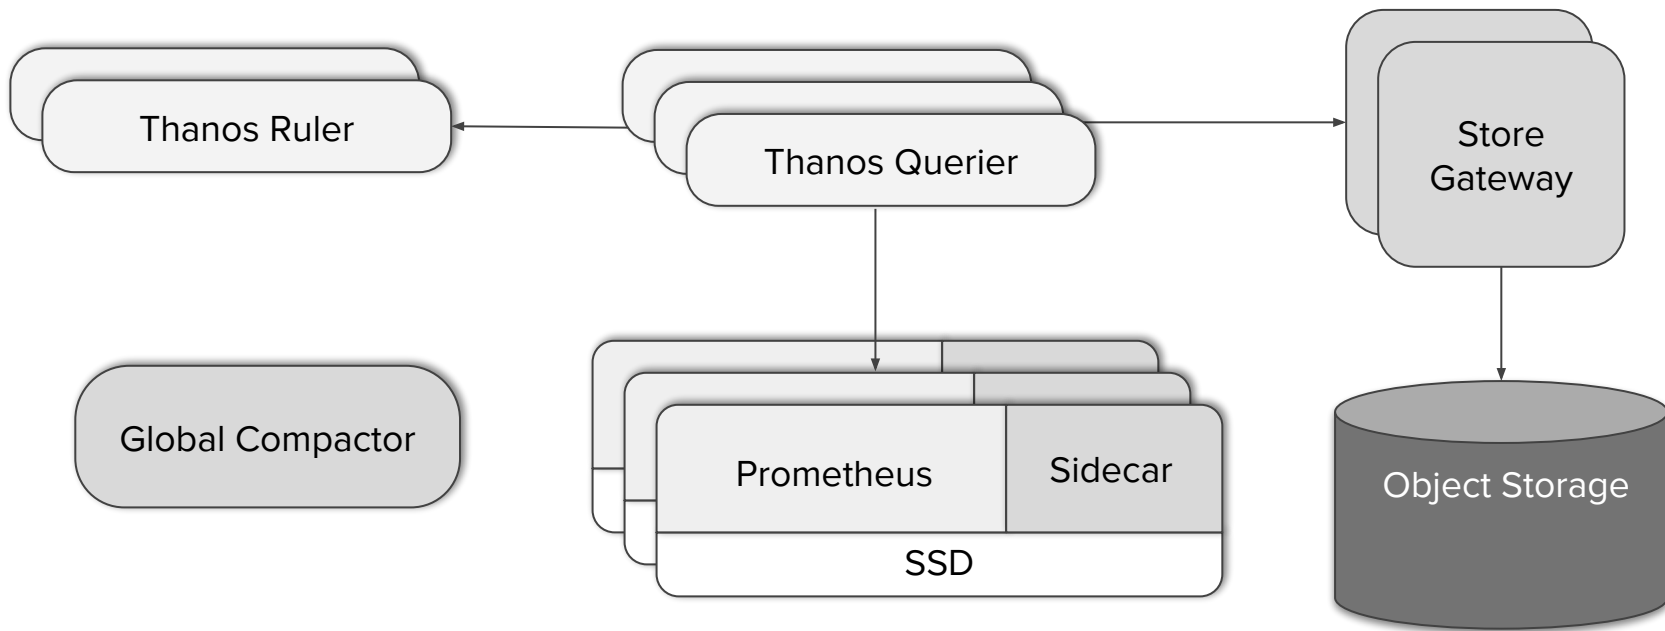 Thanos Ruler
Thanos Querier
Store
Gateway
Global Compactor
Prometheus
Sidecar
SSD
Object Storage